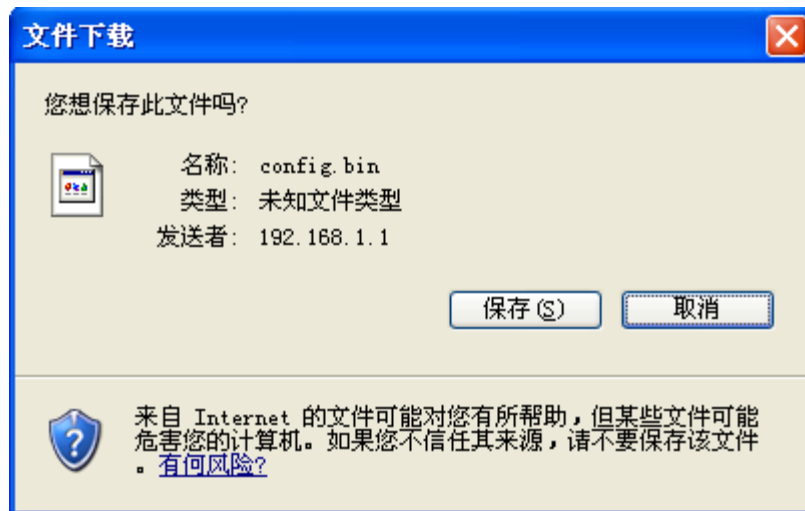 文件下载
您想保存此文件吗?
名称: config.bin
类型: 未知文件类型
发送者: 192.168.1.1
保存(S) 取消
来自 Internet 的文件可能对您有所帮助，但某些文件可能
危害您的计算机。如果您不信任其来源，请不要保存该文件
。有何风险?